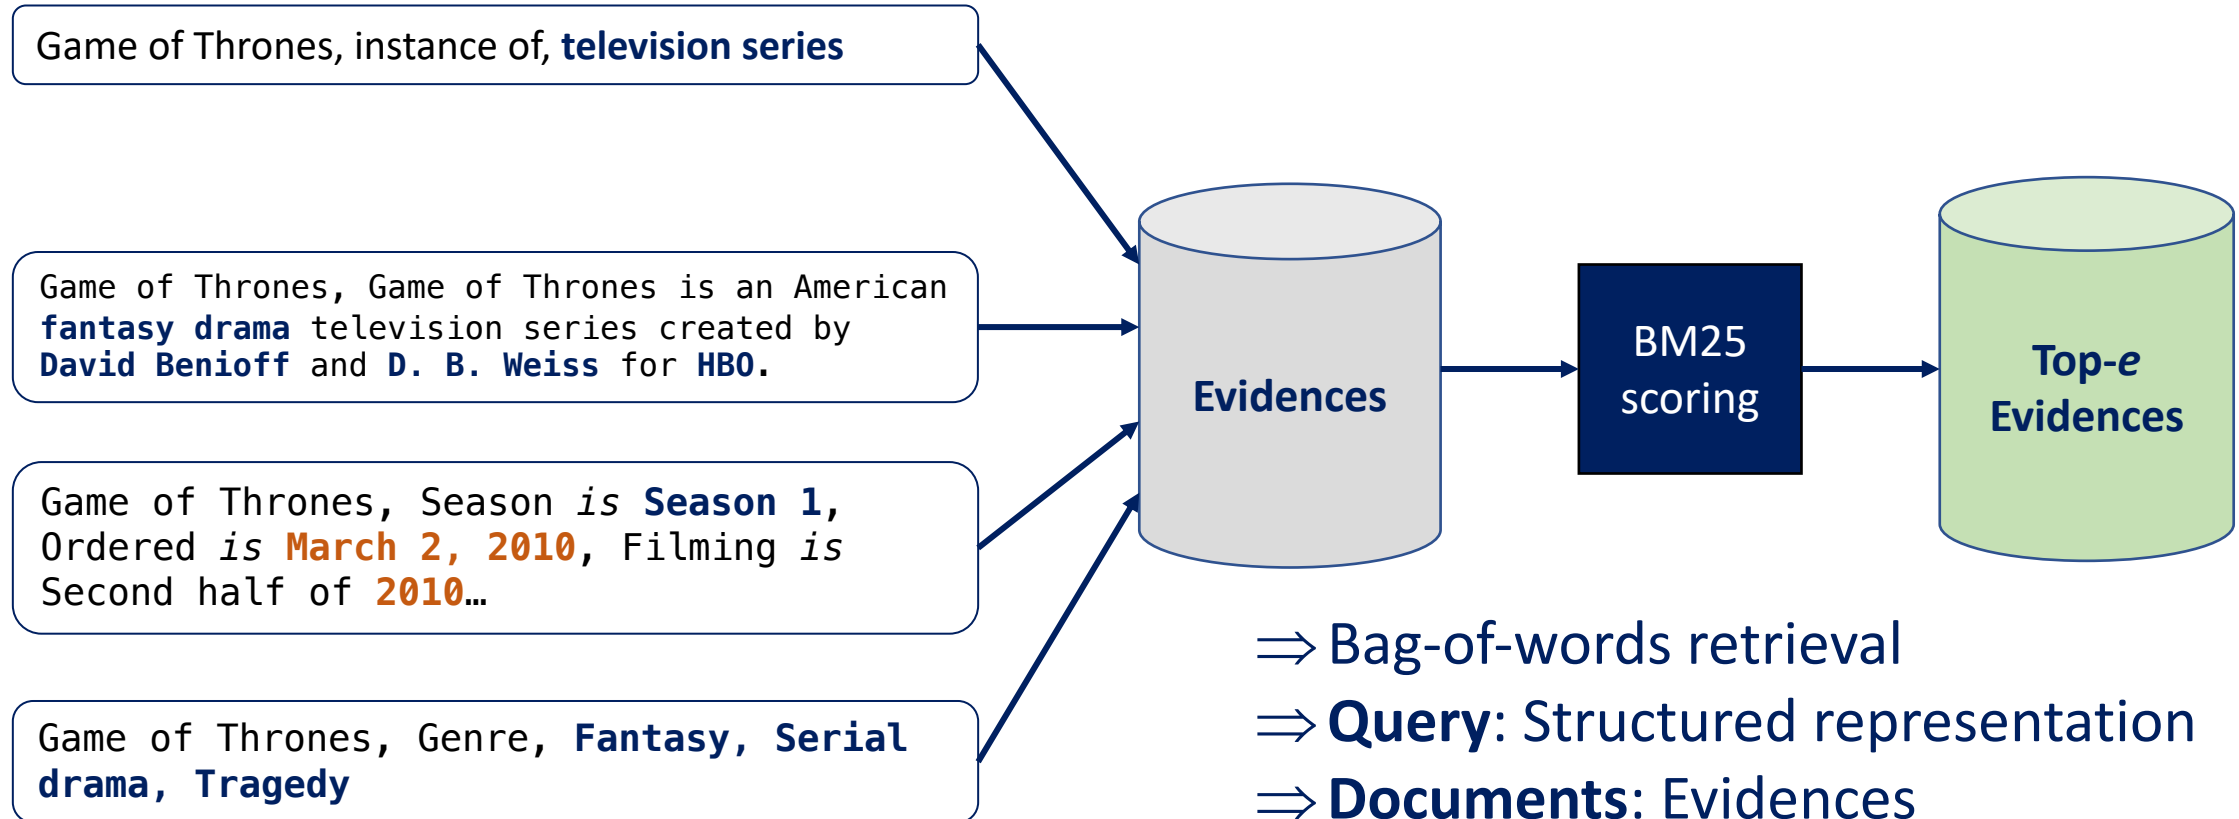 Game of Thrones, instance of, television series
Game of Thrones, Game of Thrones is an American
fantasy drama television series created by
David Benioff and D. B. Weiss for HBO.
Game of Thrones, Season is Season 1,
Ordered is March 2, 2010, Filming is
Second half of 2010…
Game of Thrones, Genre, Fantasy, Serial
drama, Tragedy
Evidences
BM25
scoring
Top-e
Evidences
⇒ Bag-of-words retrieval
⇒ Query: Structured representation
⇒ Documents: Evidences